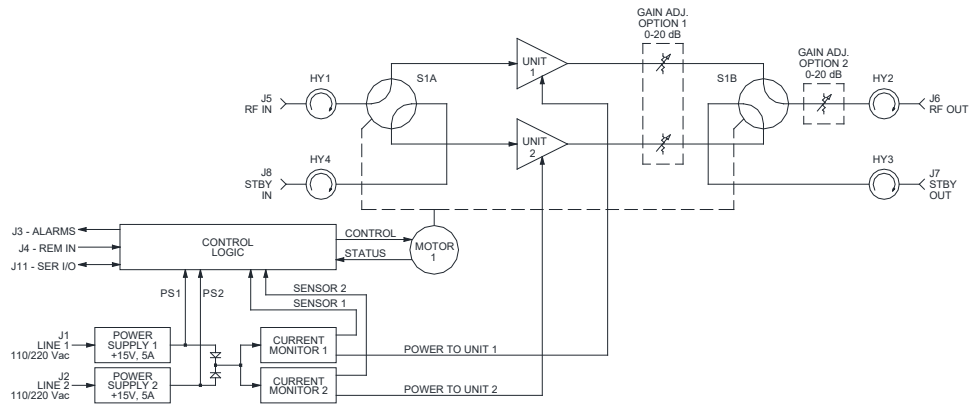 GAIN ADJ.
OPTION 1
0-20 dB
GAIN ADJ.
OPTION 2
0-20 dB
HY1
S1A
UNIT
1
S1B
HY2
J5
RF IN
J6
RF OUT
UNIT
2
HY4
HY3
J8
STBY
IN
J7
STBY
OUT
J3 - ALARMS
J4 - REM IN
J11 - SER I/O
CONTROL
LOGIC
CONTROL
STATUS
MOTOR
1
PS1
PS2
SENSOR 2
SENSOR 1
J1
LINE 1
110/220 Vac
POWER
SUPPLY 1
+15V, 5A
CURRENT
MONITOR 1
POWER TO UNIT 1
J2
LINE 2
110/220 Vac
POWER
SUPPLY 2
+15V, 5A
CURRENT
MONITOR 2
POWER TO UNIT 2